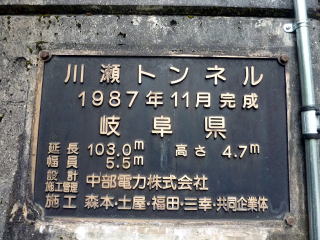 川瀬トンネル
1987年11月完成
岐阜県
延長 103.0m 高さ 4.7m
幅員 5.5m
設計 施工管理 中部電力株式会社
施工 森本・土屋・福田・三幸・共同企業体